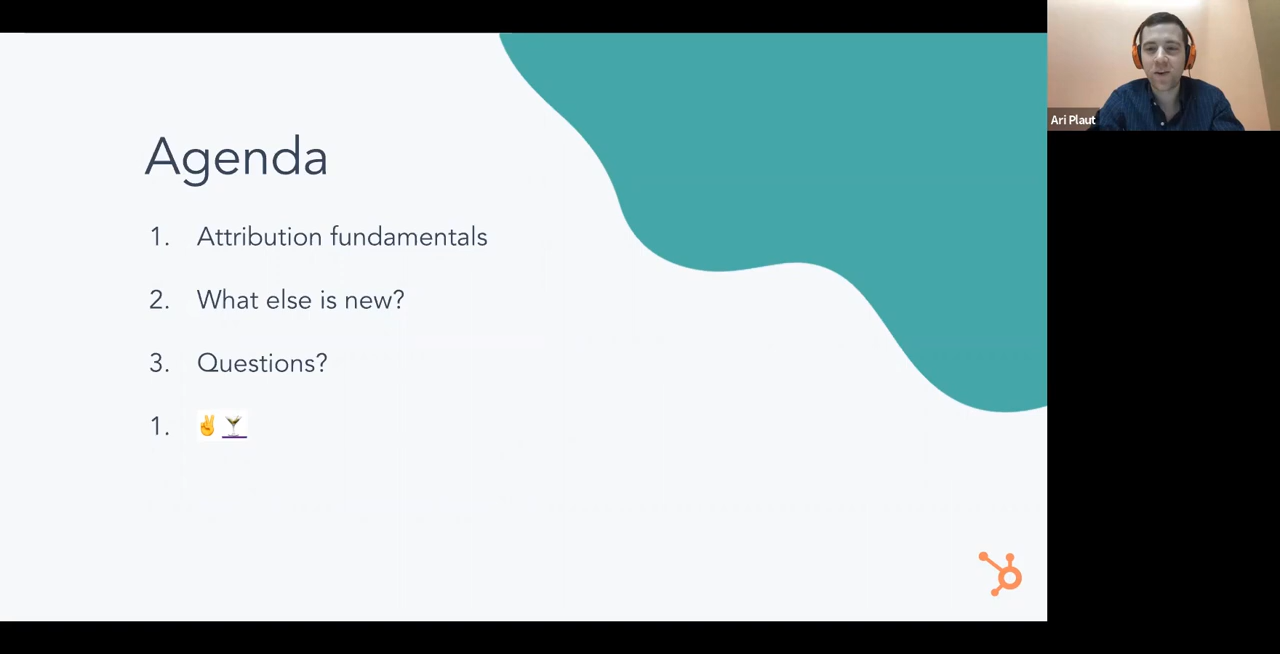 Agenda
1. Attribution fundamentals
2. What else is new?
3. Questions?
1. ✌️🍸
Ari Plaut